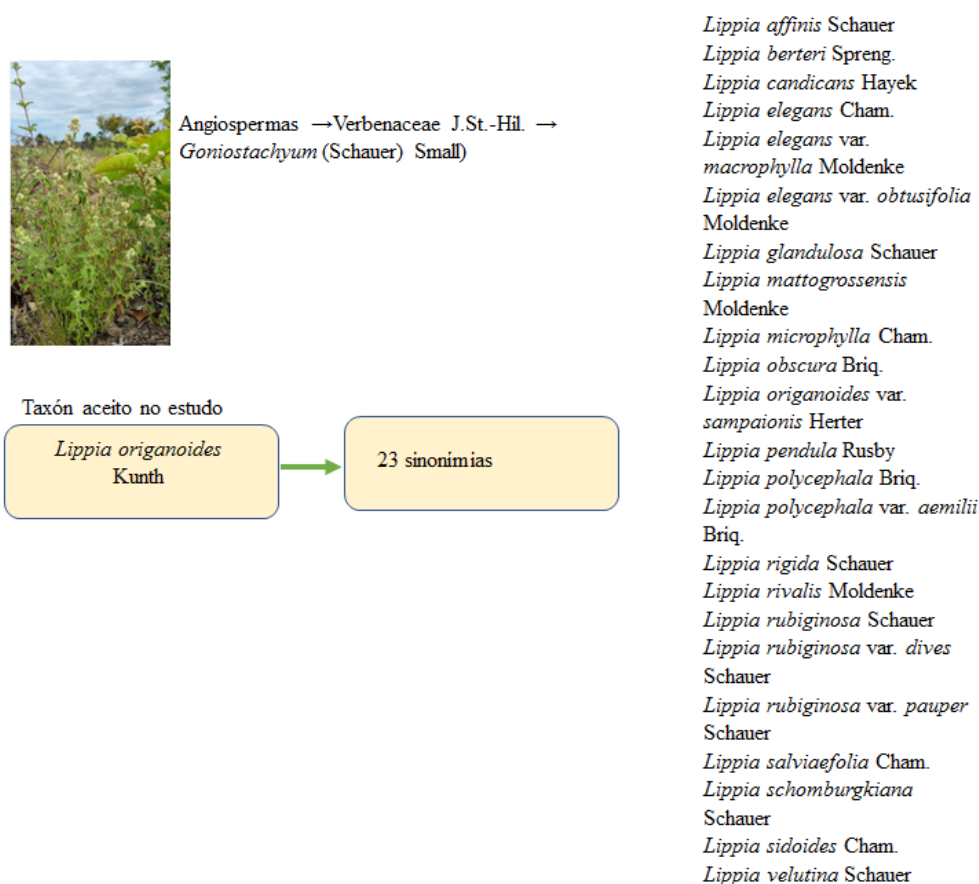 Angiospermas →Verbenaceae J.St.-Hil. →
Goniostachyum (Schauer) Small)
Taxón aceito no estudo
Lippia origanoides
Kunth
23 sinonimias
Lippia affinis Schauer
Lippia berteri Spreng.
Lippia candicans Hayek
Lippia elegans Cham.
Lippia elegans var.
macrophylla Moldenke
Lippia elegans var. obtusifolia
Moldenke
Lippia glandulosa Schauer
Lippia mattogrossensis
Moldenke
Lippia microphylla Cham.
Lippia obscura Briq.
Lippia origanoides var.
sampaionis Herter
Lippia pendula Rusby
Lippia polycephala Briq.
Lippia polycephala var. aemilii
Briq.
Lippia rigida Schauer
Lippia rivalis Moldenke
Lippia rubiginosa Schauer
Lippia rubiginosa var. dives
Schauer
Lippia rubiginosa var. pauper
Schauer
Lippia salviaefolia Cham.
Lippia schomburgkiana
Schauer
Lippia sidoides Cham.
Lippia velutina Schauer